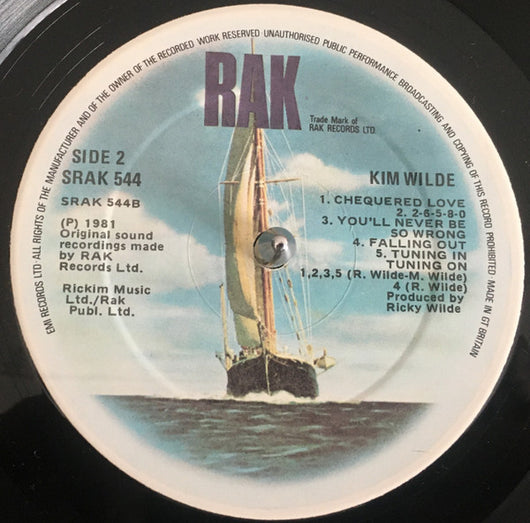 EMI RECORDS LTD ALL RIGHTS OF THE MANUFACTURER AND OF THE OWNER OF THE RECORDED WORK RESERVED UNAUTHORISED PUBLIC PERFORMANCE BROADCASTING AND COPYING OF THIS RECORD PROHIBITED MADE IN GT BRITAIN
RAK
Trade Mark of
RAK RECORDS LTD.
SIDE 2
SRAK 544
SRAK 544B
(P) 1981
Original sound
recordings made
by RAK
Records Ltd.
Rickim Music
Ltd./Rak
Publ. Ltd.
KIM WILDE
1. CHEQUERED LOVE
2. 2-6-5-8-0
3. YOU'LL NEVER BE
SO WRONG
4. FALLING OUT
5. TUNING IN
TUNING ON
1,2,3,5 (R. Wilde-M. Wilde)
4 (R. Wilde)
Produced by
Ricky Wilde